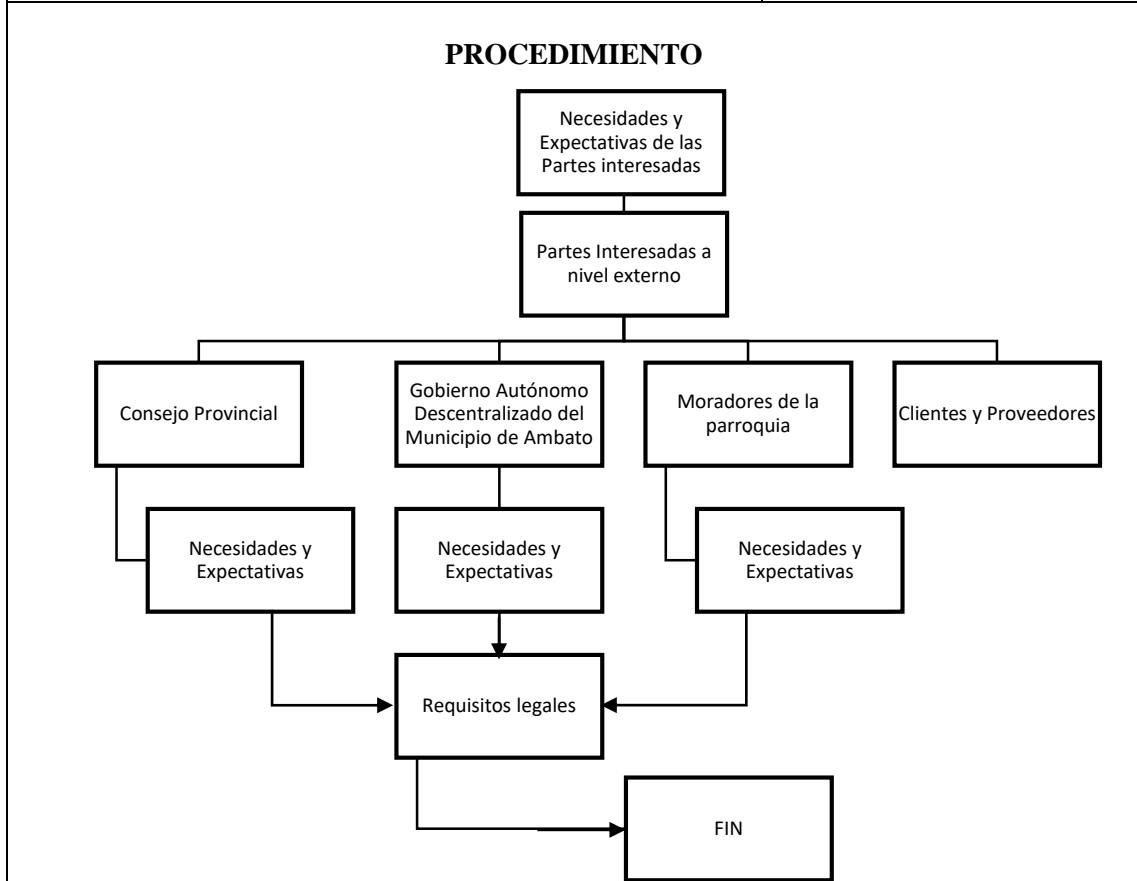 PROCEDIMIENTO
Necesidades y
Expectativas de las
Partes interesadas
Partes Interesadas a
nivel externo
Consejo Provincial
Gobierno Autónomo
Descentralizado del
Municipio de Ambato
Moradores de la
parroquia
Clientes y Proveedores
Necesidades y
Expectativas
Necesidades y
Expectativas
Necesidades y
Expectativas
Requisitos legales
FIN